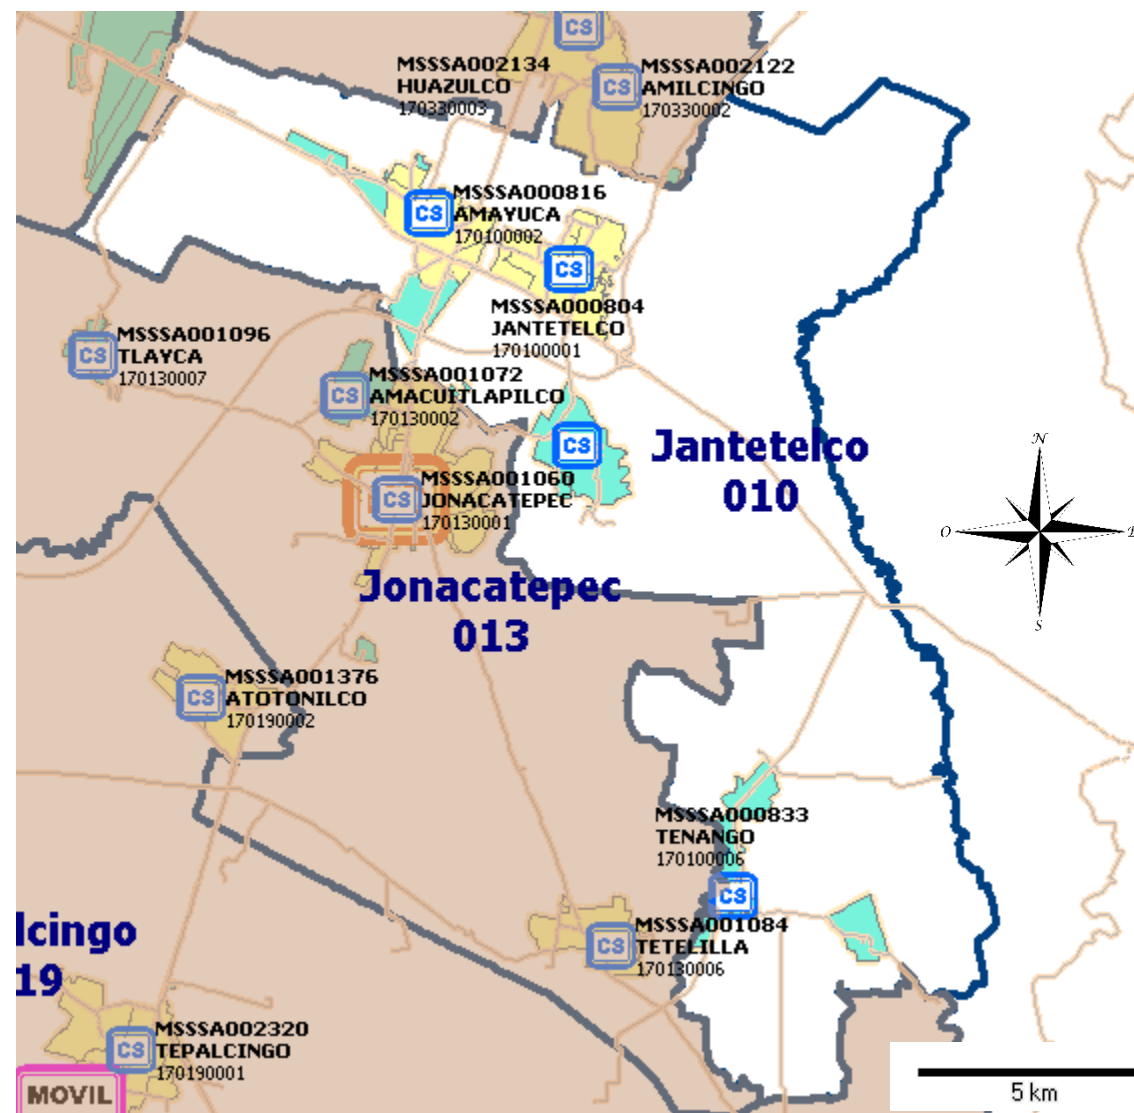 CS
MSSSA002134
HUAZULCO
170330003
CS
MSSSA002122
AMILCINGO
170330002
CS
MSSSA000816
AMAYUCA
170100002
CS
MSSSA000804
JANTETELCO
170100001
CS
MSSSA001096
TLAYCA
170130007
CS
MSSSA001072
AMACUITLAPILCO
170130002
CS
Jantetelco
010
N
O
S
CS
MSSSA001060
JONACATEPEC
170130001
Jonacatepec
013
CS
MSSSA001376
ATOTONILCO
170190002
MSSSA000833
TENANGO
170100006
CS
CS
MSSSA001084
TETELILLA
170130006
lcingo
19
CS
MSSSA002320
TEPALCINGO
170190001
MOVIL
5 km